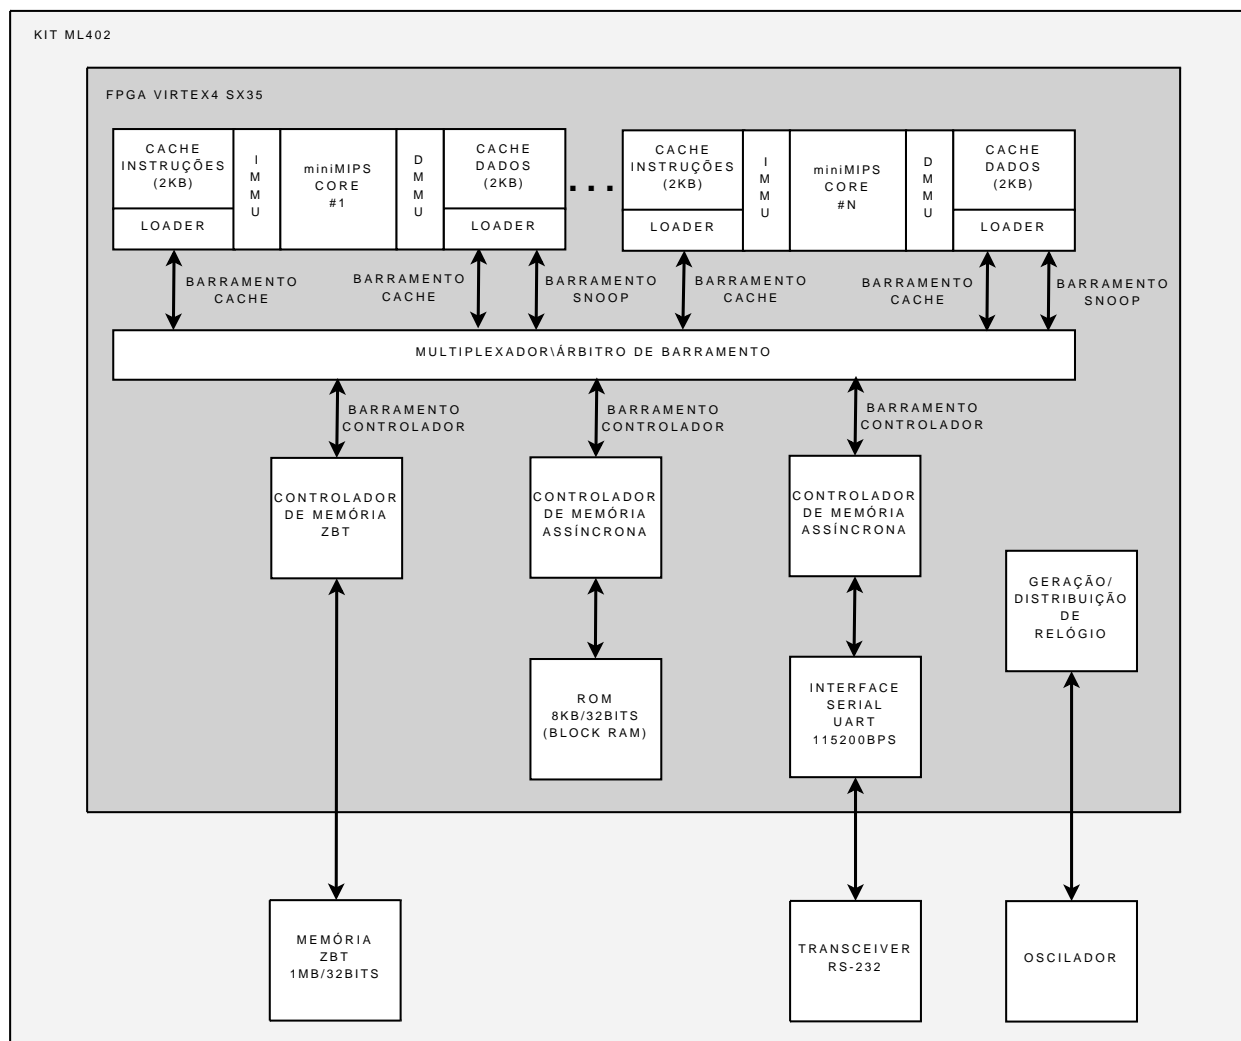 KIT ML402
FPGA VIRTEX4 SX35
CACHE
INSTRUÇÕES
(2KB)
LOADER
I
M
M
U
miniMIPS
CORE
#1
D
M
M
U
CACHE
DADOS
(2KB)
LOADER
...
CACHE
INSTRUÇÕES
(2KB)
LOADER
I
M
M
U
miniMIPS
CORE
#N
D
M
M
U
CACHE
DADOS
(2KB)
LOADER
BARRAMENTO
CACHE
BARRAMENTO
CACHE
BARRAMENTO
SNOOP
BARRAMENTO
CACHE
BARRAMENTO
CACHE
BARRAMENTO
SNOOP
MULTIPLEXADOR\ÁRBITRO DE BARRAMENTO
BARRAMENTO
CONTROLADOR
BARRAMENTO
CONTROLADOR
BARRAMENTO
CONTROLADOR
CONTROLADOR
DE MEMÓRIA
ZBT
CONTROLADOR
DE MEMÓRIA
ASSÍNCRONA
CONTROLADOR
DE MEMÓRIA
ASSÍNCRONA
GERAÇÃO/
DISTRIBUIÇÃO
DE
RELÓGIO
ROM
8KB/32BITS
(BLOCK RAM)
INTERFACE
SERIAL
UART
115200BPS
MEMÓRIA
ZBT
1MB/32BITS
TRANSCEIVER
RS-232
OSCILADOR